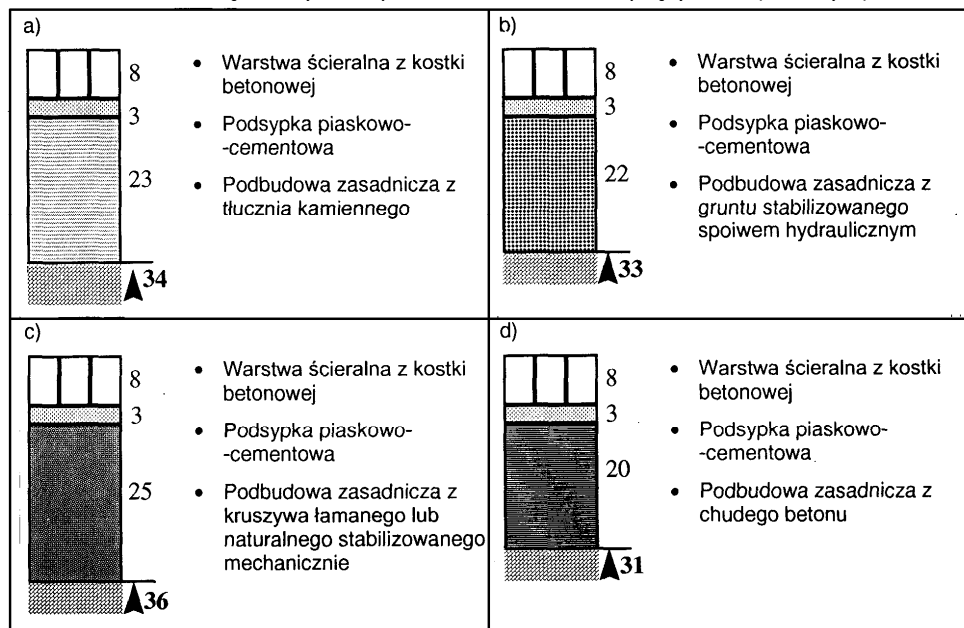 a)
8
3
23
34
• Warstwa ścieralna z kostki
betonowej
• Podsypka piaskowo-
-cementowa
• Podbudowa zasadnicza z
tłucznia kamiennego
b)
8
3
22
33
• Warstwa ścieralna z kostki
betonowej
• Podsypka piaskowo-
-cementowa
• Podbudowa zasadnicza z
gruntu stabilizowanego
spoiwem hydraulicznym
c)
8
3
25
36
• Warstwa ścieralna z kostki
betonowej
• Podsypka piaskowo-
-cementowa
• Podbudowa zasadnicza z
kruszywa łamanego lub
naturalnego stabilizowanego
mechanicznie
d)
8
3
20
31
• Warstwa ścieralna z kostki
betonowej
• Podsypka piaskowo-
-cementowa
• Podbudowa zasadnicza z
chudego betonu